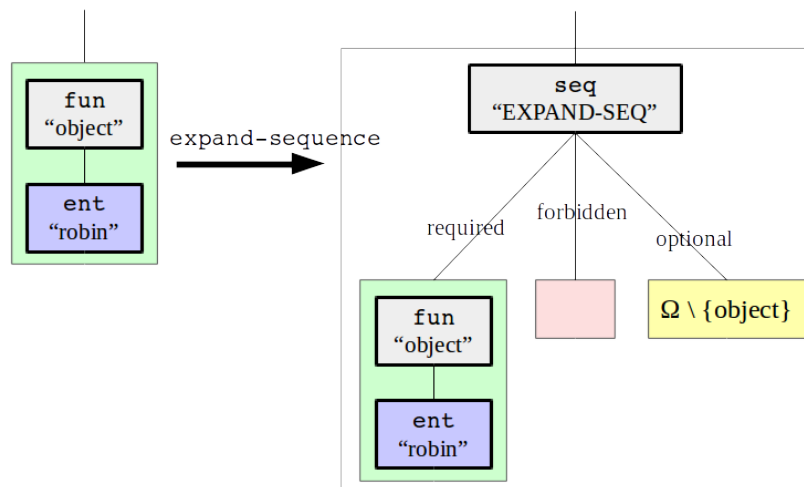 fun
“object”
ent
“robin”
expand-sequence
seq
“EXPAND-SEQ”
required
forbidden
optional
fun
“object”
ent
“robin”
Ω \ {object}